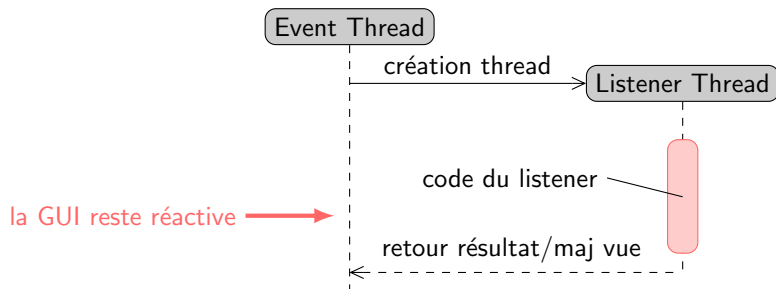 Event Thread
création thread
Listener Thread
code du listener
la GUI reste réactive
retour résultat/maj vue